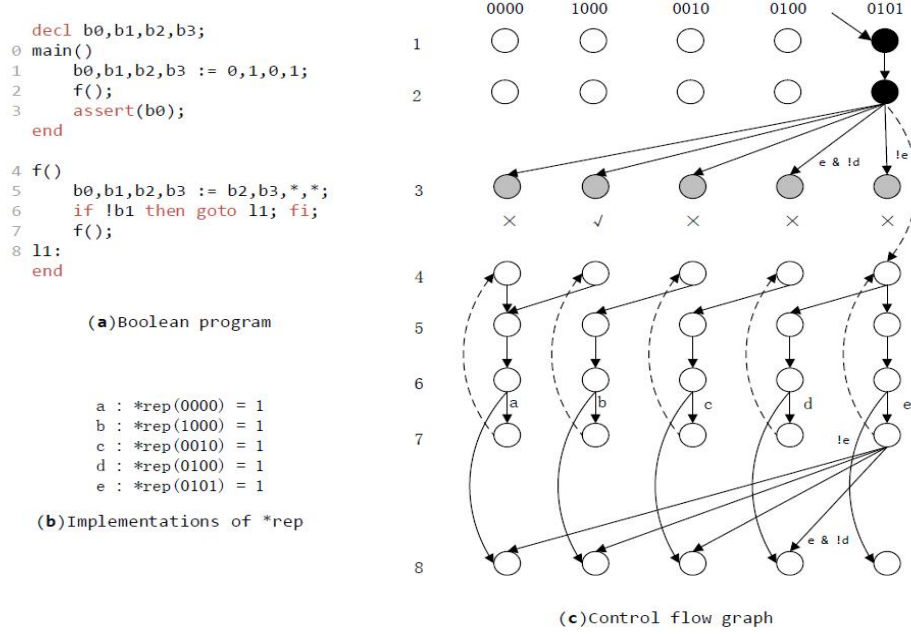 decl b0,b1,b2,b3;
0 main()
1 b0,b1,b2,b3 := 0,1,0,1;
2 f();
3 assert(b0);
end
4 f()
5 b0,b1,b2,b3 := b2,b3,*,*;
6 if !b1 then goto l1; fi;
7 f();
8 l1:
end
(a)Boolean program
a : *rep(0000) = 1
b : *rep(1000) = 1
c : *rep(0010) = 1
d : *rep(0100) = 1
e : *rep(0101) = 1
(b)Implementations of *rep
0000 1000 0010 0100 0101
1
2
e & !d !e
3
× √ × × ×
4
5
6
a b c d e
7
!e
e & !d
8
(c)Control flow graph